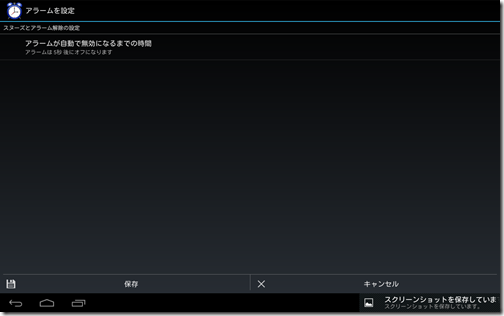 アラームを設定
スヌーズとアラーム解除の設定
アラームが自動で無効になるまでの時間
アラームは 5秒 後にオフになります
保存
キャンセル
スクリーンショットを保存していま
スクリーンショットを保存しています。